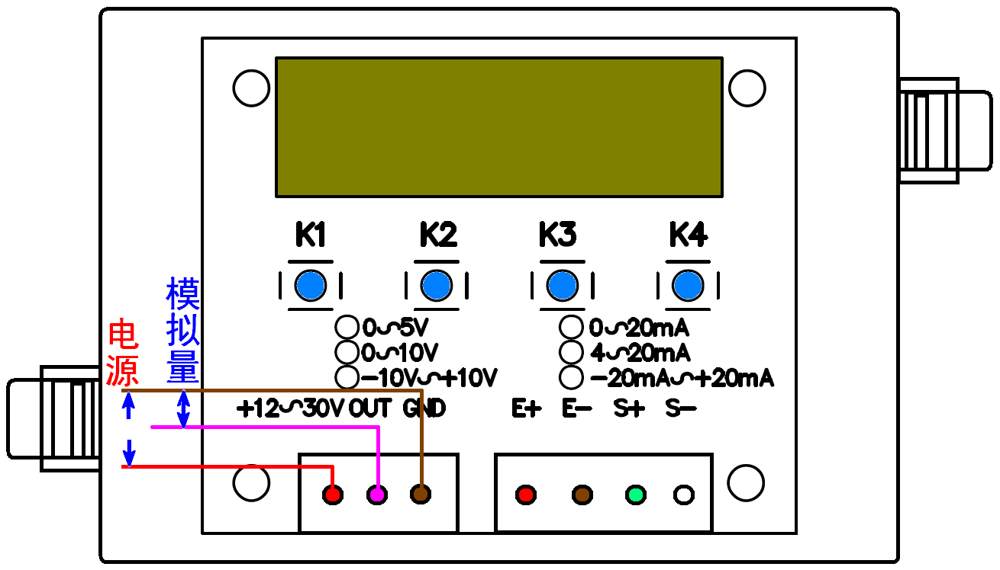 K1 K2 K3 K4
模拟量
电源
0~5V 0~20mA
0~10V 4~20mA
-10V~+10V -20mA~+20mA
+12~30V OUT GND E+ E- S+ S-